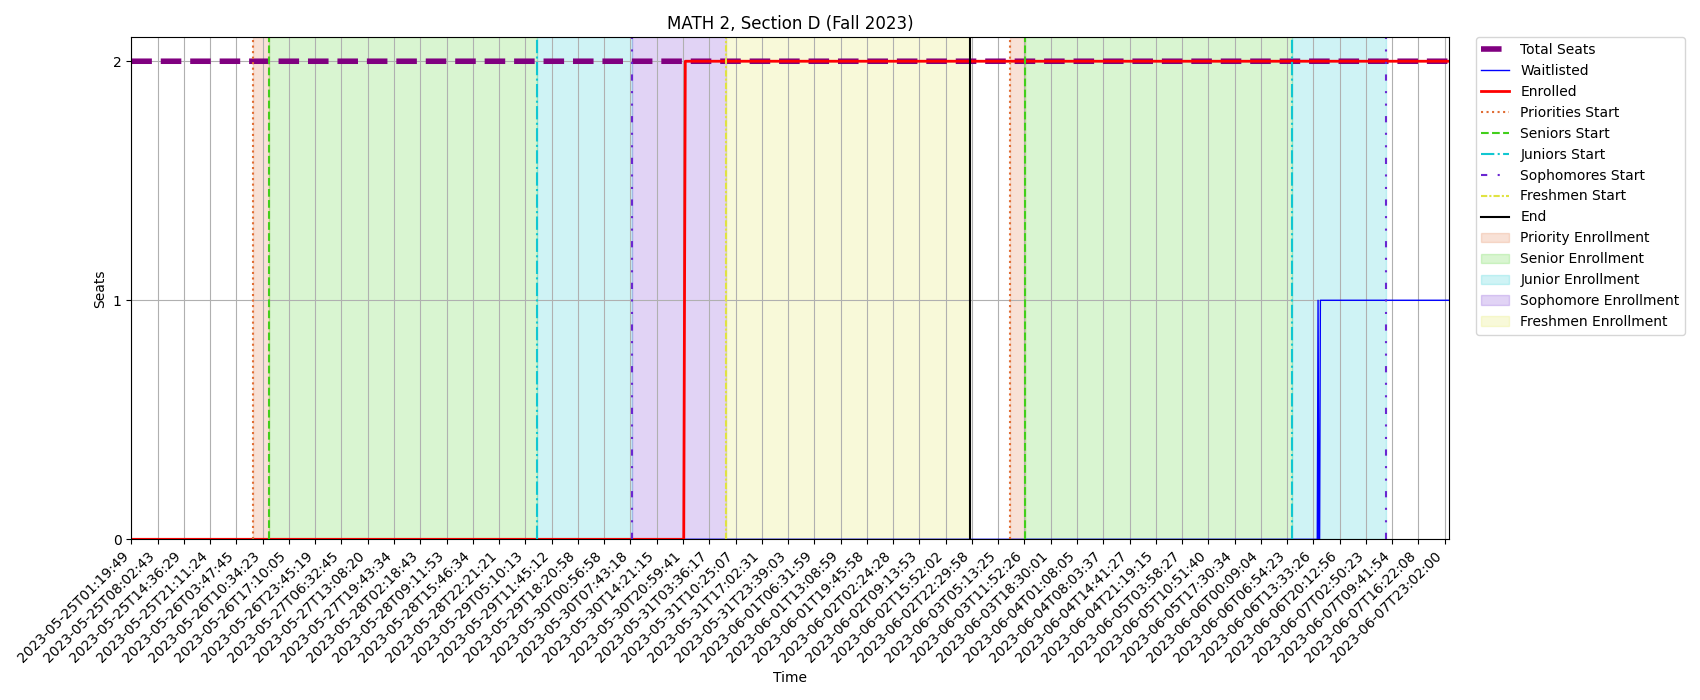 MATH 2, Section D (Fall 2023)
Seats
2
1
0
2023-05-25T01:19:49
2023-05-25T08:02:43
2023-05-25T14:36:29
2023-05-25T21:11:24
2023-05-26T03:47:45
2023-05-26T10:34:23
2023-05-26T17:10:05
2023-05-26T23:45:19
2023-05-27T06:32:45
2023-05-27T13:08:20
2023-05-27T19:43:34
2023-05-28T02:18:43
2023-05-28T09:11:53
2023-05-28T15:46:34
2023-05-28T22:21:21
2023-05-29T05:10:13
2023-05-29T11:45:12
2023-05-29T18:20:58
2023-05-30T00:56:58
2023-05-30T07:43:18
2023-05-30T14:21:15
2023-05-30T20:59:41
2023-05-31T03:36:17
2023-05-31T10:25:07
2023-05-31T17:02:31
2023-05-31T23:39:03
2023-06-01T06:31:59
2023-06-01T13:08:59
2023-06-01T19:45:58
2023-06-02T02:24:28
2023-06-02T09:13:53
2023-06-02T15:52:02
2023-06-02T22:29:58
2023-06-03T05:13:25
2023-06-03T11:52:26
2023-06-03T18:30:01
2023-06-04T01:08:05
2023-06-04T08:03:37
2023-06-04T14:41:27
2023-06-04T21:19:15
2023-06-05T03:58:27
2023-06-05T10:51:40
2023-06-05T17:30:34
2023-06-06T00:09:04
2023-06-06T06:54:23
2023-06-06T13:33:26
2023-06-06T20:12:56
2023-06-07T02:50:23
2023-06-07T09:41:54
2023-06-07T16:22:08
2023-06-07T23:02:00
Time
Total Seats
Waitlisted
Enrolled
Priorities Start
Seniors Start
Juniors Start
Sophomores Start
Freshmen Start
End
Priority Enrollment
Senior Enrollment
Junior Enrollment
Sophomore Enrollment
Freshmen Enrollment